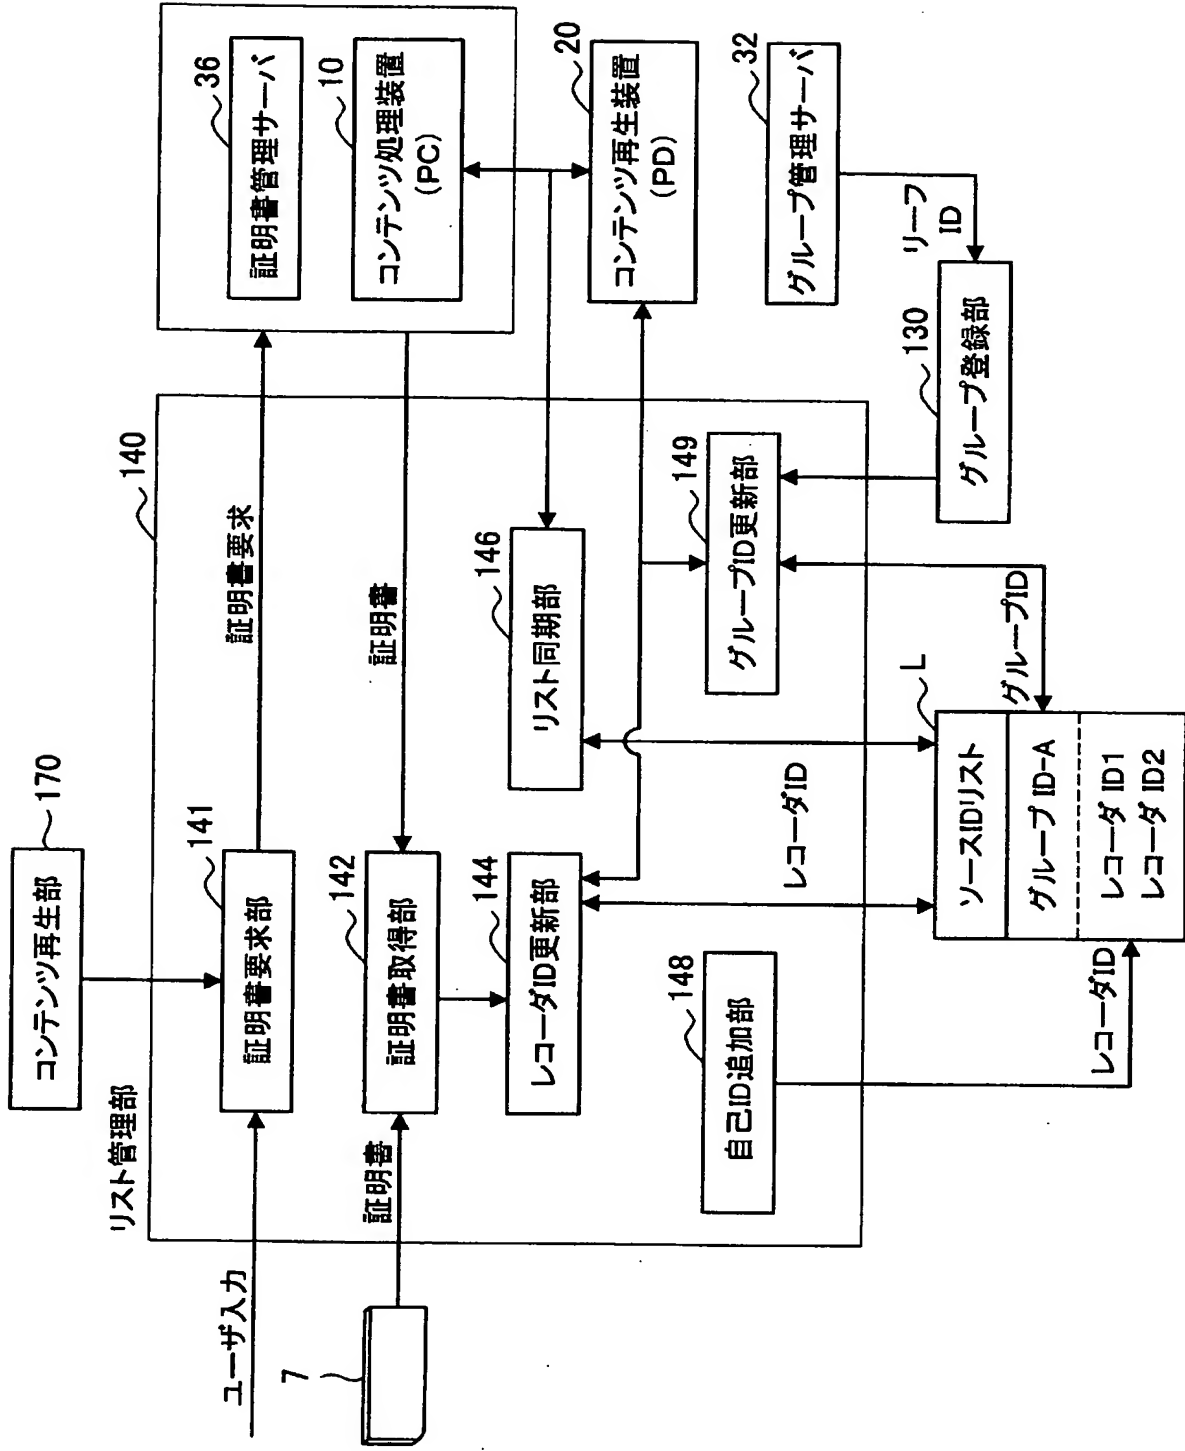 コンテンツ再生部
170
リスト管理部
140
ユーザ入力
証明書要求部
141
証明書要求
証明書管理サーバ
36
コンテンツ処理装置
(PC)
10
7
証明書
証明書取得部
142
証明書
レコーダID更新部
144
リスト同期部
146
コンテンツ再生装置
(PD)
20
自己ID追加部
148
グループID更新部
149
グループ管理サーバ
32
リーフ
ID
グループ登録部
130
レコーダID
レコーダID
グループID
L
ソースIDリスト
グループ ID-A
レコーダ ID1
レコーダ ID2